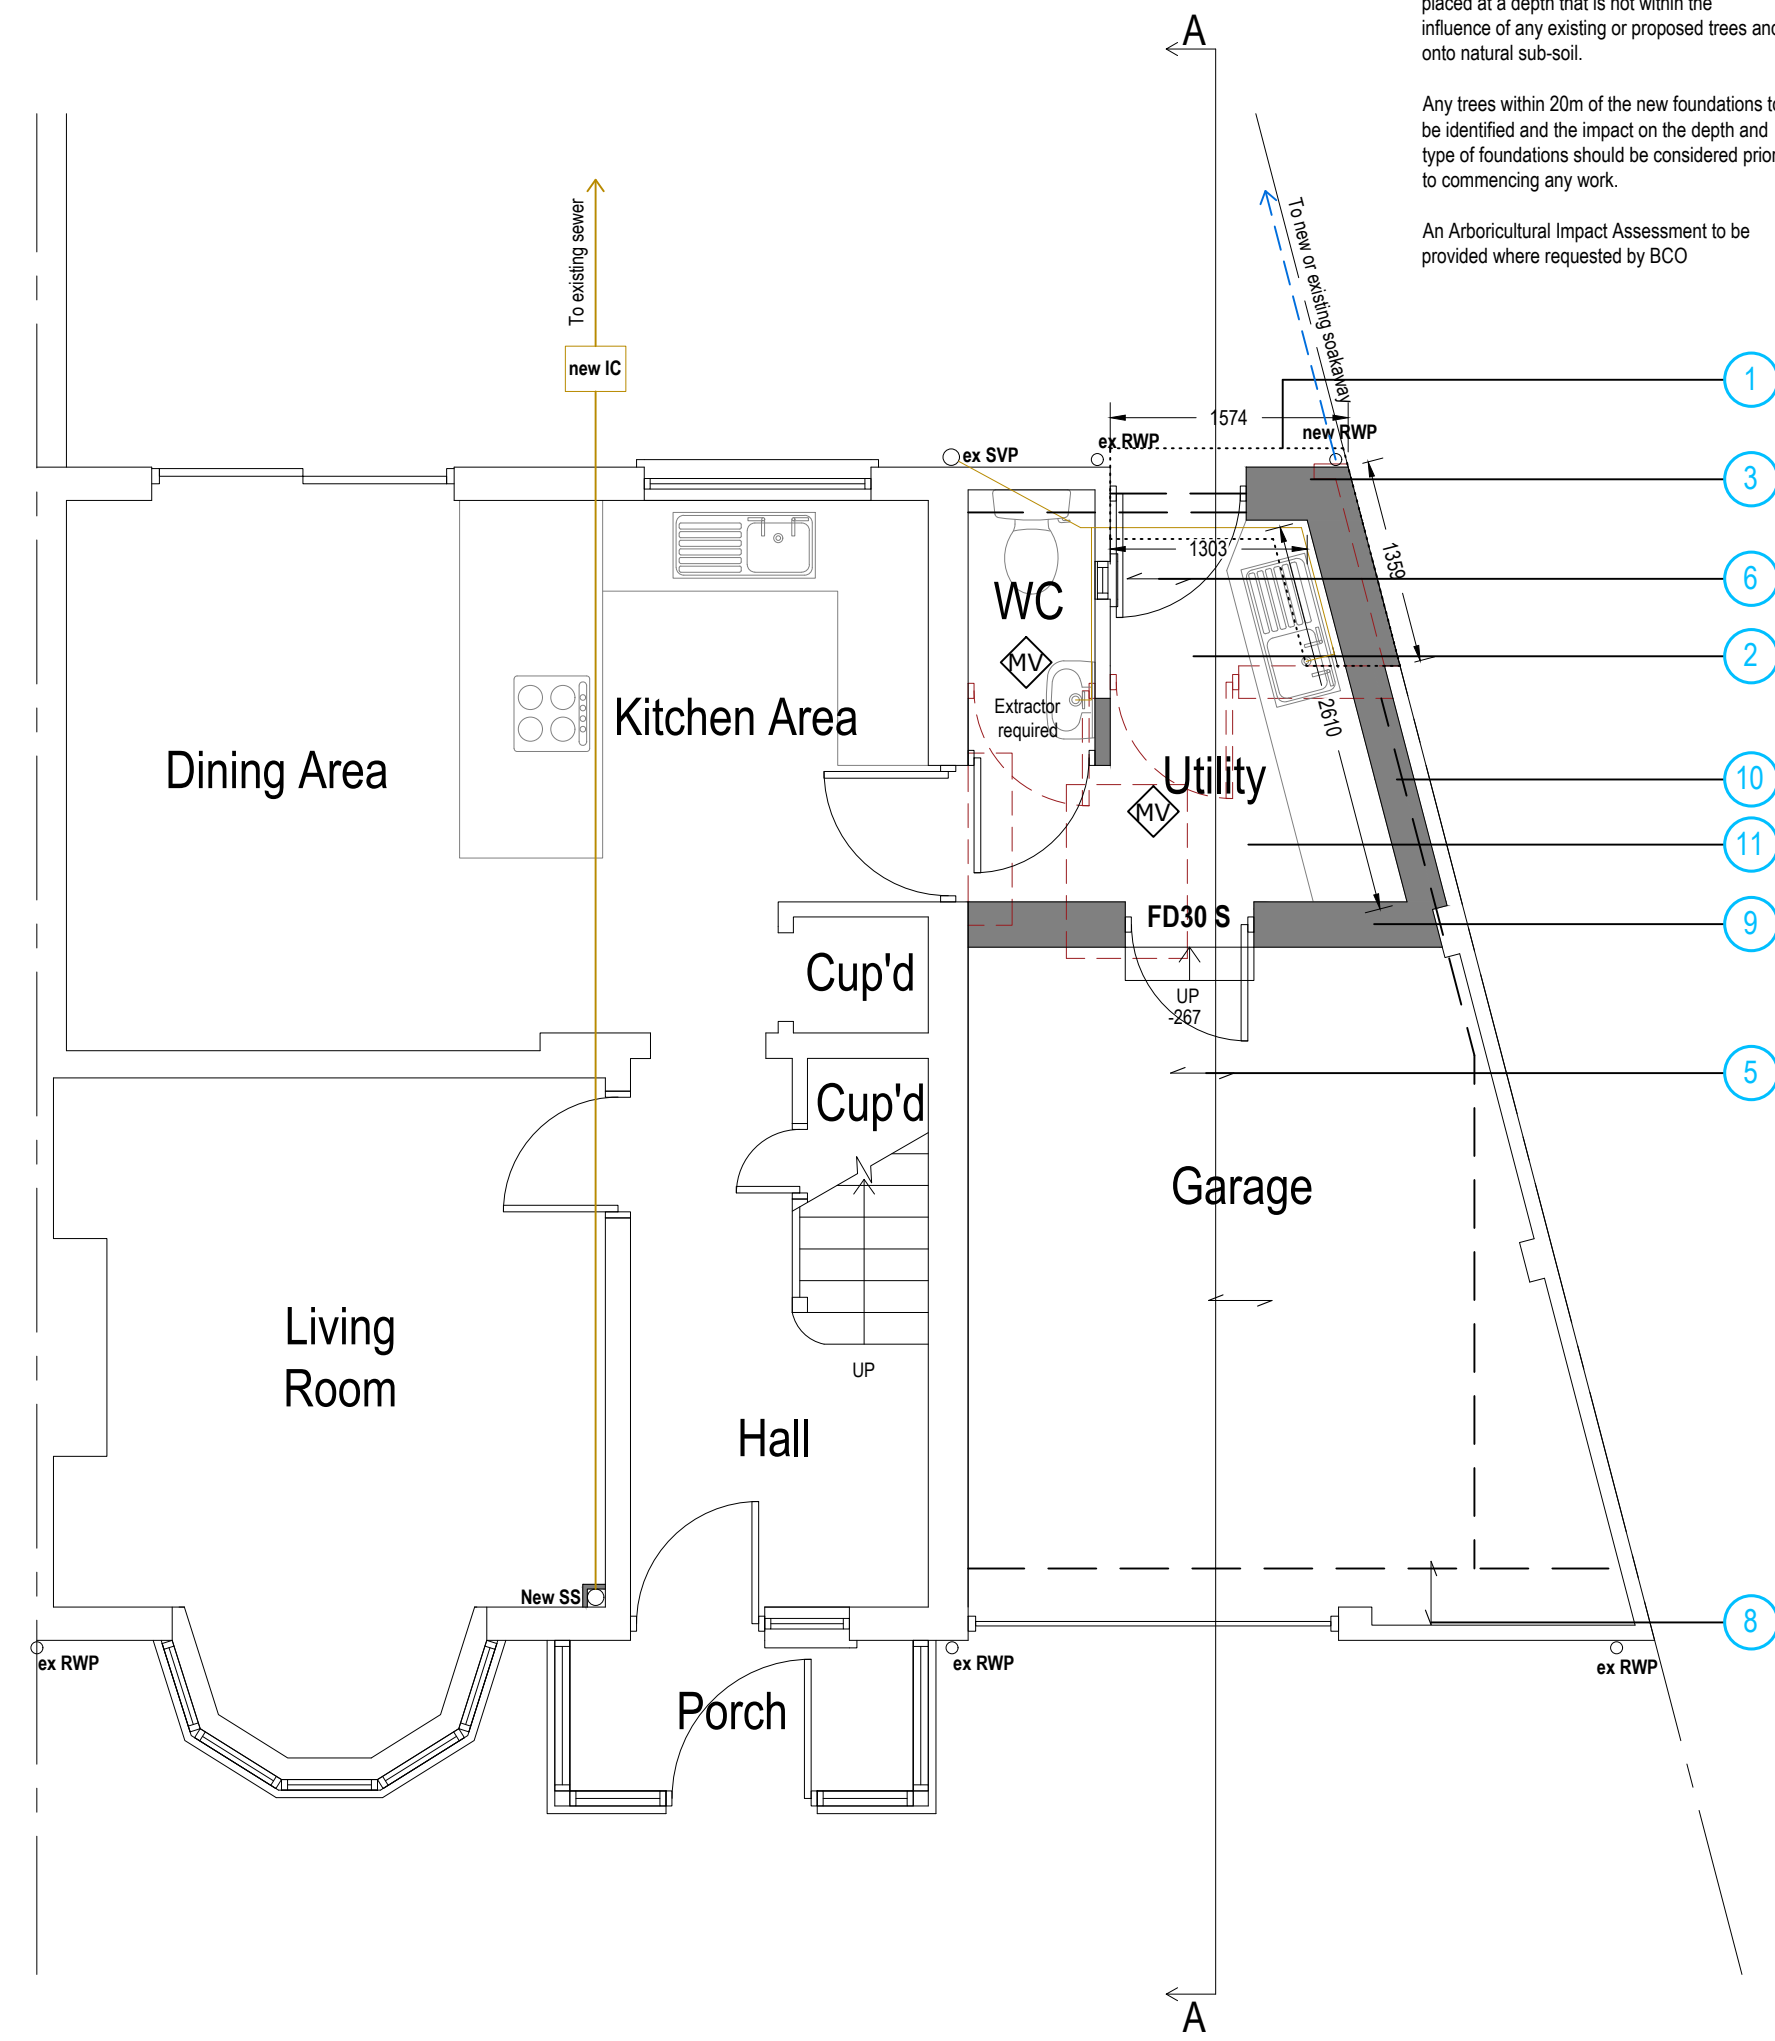 placed at a depth that is not within the
influence of any existing or proposed trees and
onto natural sub-soil.
Any trees within 20m of the new foundations to
be identified and the impact on the depth and
type of foundations should be considered prior
to commencing any work.
An Arboricultural Impact Assessment to be
provided where requested by BCO
A
To existing sewer
new IC
To new or existing soakaway
1
1574
new RWP
ex RWP
ex SVP
3
1303
1359
6
WC
MV
Extractor
required
2
2610
Kitchen Area
Dining Area
Utility
MV
10
11
FD30 S
9
Cup'd
UP
-267
5
Cup'd
Garage
Living
Room
UP
Hall
New SS
8
ex RWP
ex RWP
ex RWP
Porch
A